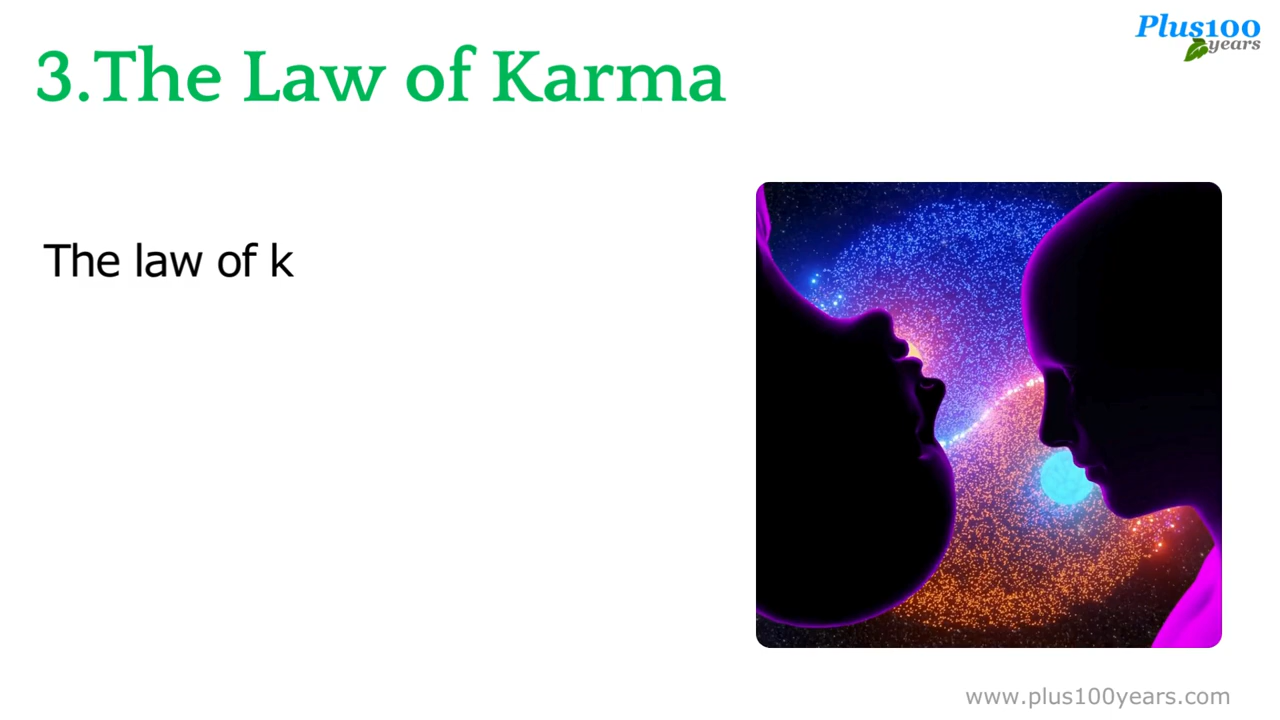 Plus100
years
3.The Law of Karma
The law of k
www.plus100years.com